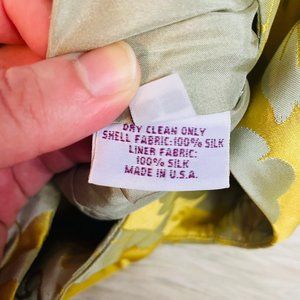 DRY CLEAN ONLY
SHELL FABRIC:100% SILK
LINER FABRIC:
100% SILK
MADE IN U.S.A.